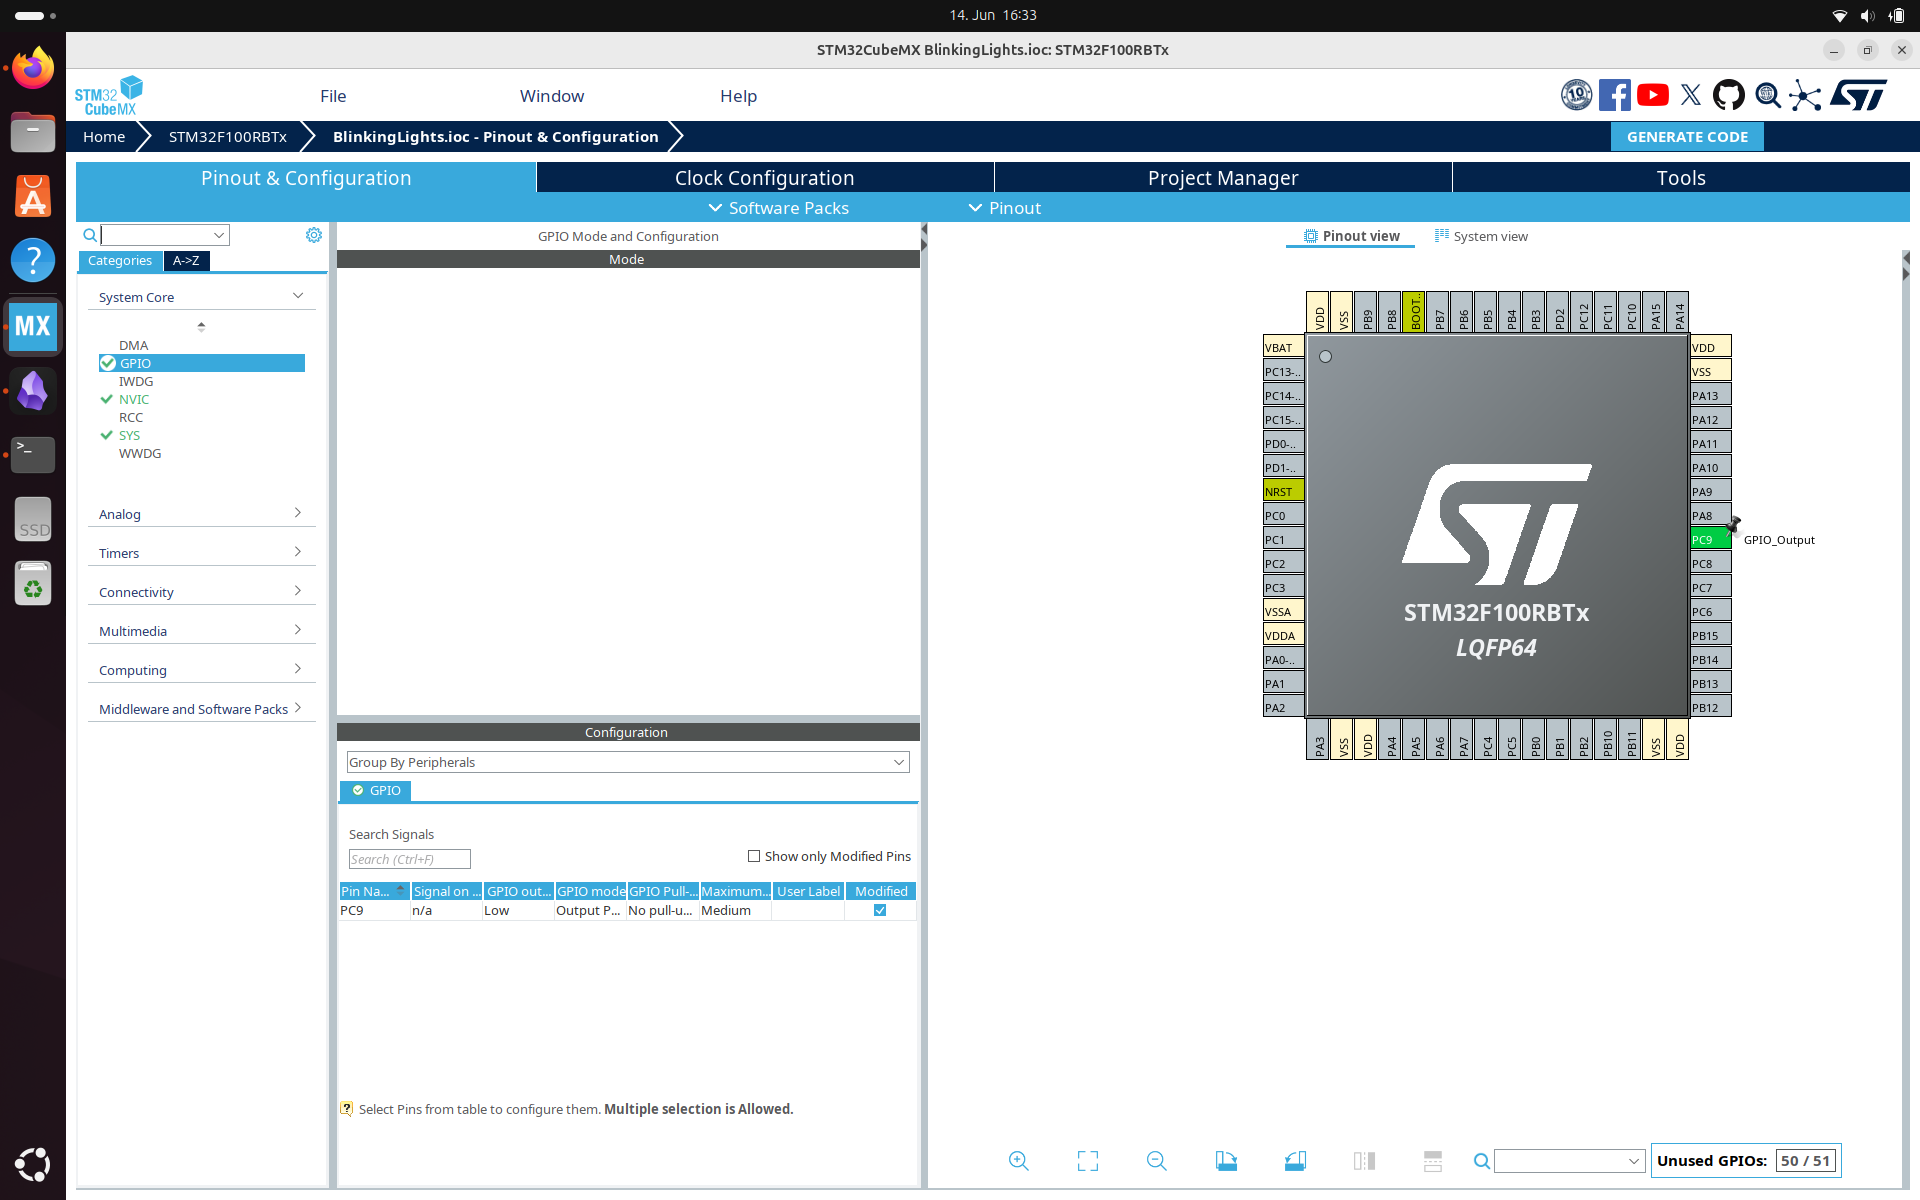 14. Jun 16:33
STM32CubeMX BlinkingLights.ioc: STM32F100RBTx
STM32
CubeMX
File
Window
Help
Home
STM32F100RBTx
BlinkingLights.ioc - Pinout & Configuration
GENERATE CODE
Pinout & Configuration
Clock Configuration
Project Manager
Tools
Software Packs
Pinout
Categories
A->Z
System Core
DMA
GPIO
IWDG
NVIC
RCC
SYS
WWDG
Analog
Timers
Connectivity
Multimedia
Computing
Middleware and Software Packs
MX
>_
SSD
GPIO Mode and Configuration
Mode
Configuration
Group By Peripherals
GPIO
Search Signals
Search (Ctrl+F)
Show only Modified Pins
Pin Na... Signal on ... GPIO out... GPIO mode GPIO Pull-... Maximum... User Label Modified
PC9 n/a Low Output P... No pull-u... Medium
Select Pins from table to configure them. Multiple selection is Allowed.
Pinout view
System view
VDD
VSS
PB9
PB8
BOOT..
PB7
PB6
PB5
PB4
PB3
PD2
PC12
PC11
PC10
PA15
PA14
VBAT
PC13-..
PC14-..
PC15-..
PD0-..
PD1-..
NRST
PC0
PC1
PC2
PC3
VSSA
VDDA
PA0-..
PA1
PA2
ST
STM32F100RBTx
LQFP64
VDD
VSS
PA13
PA12
PA11
PA10
PA9
PA8
PC9 GPIO_Output
PC8
PC7
PC6
PB15
PB14
PB13
PB12
PA3
VSS
VDD
PA4
PA5
PA6
PA7
PC4
PC5
PB0
PB1
PB2
PB10
PB11
VSS
VDD
Unused GPIOs: 50 / 51